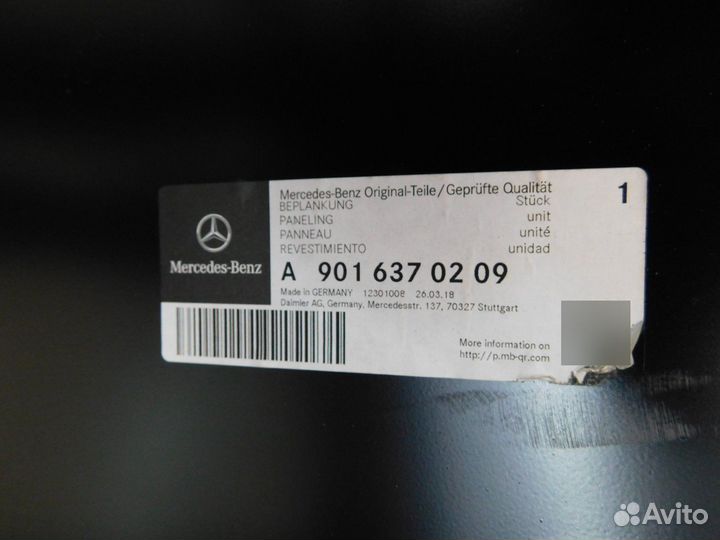 Mercedes-Benz Original-Teile/Geprüfte Qualität
BEPLANKUNG Stück 1
PANELING unit
PANNEAU unité
REVESTIMIENTO unidad
Mercedes-Benz
A 901 637 02 09
Made in GERMANY 12301008 26.03.18
Daimler AG, Germany, Mercedesstr. 137, 70327 Stuttgart
More information on
http://p.mb-qr.com
Avito